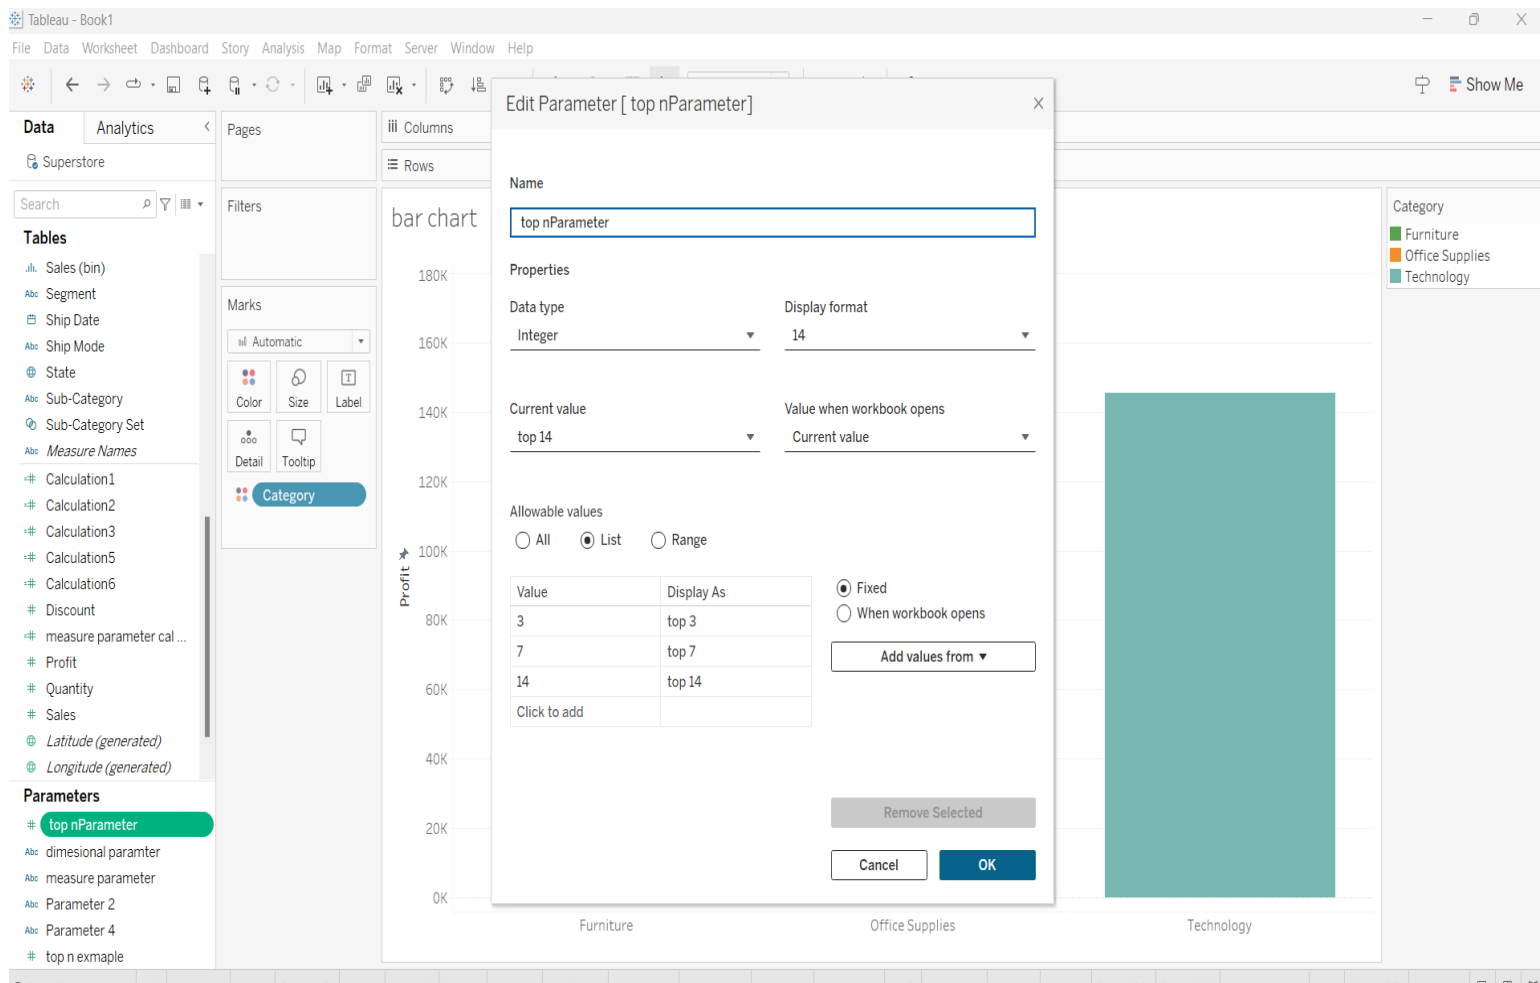 Tableau - Book1
File Data Worksheet Dashboard Story Analysis Map Format Server Window Help
Show Me
Data Analytics
Superstore
Search
Tables
Sales (bin)
Abc Segment
Ship Date
Abc Ship Mode
State
Abc Sub-Category
Sub-Category Set
Abc Measure Names
Calculation1
Calculation2
Calculation3
Calculation5
Calculation6
Discount
measure parameter cal ...
Profit
Quantity
Sales
Latitude (generated)
Longitude (generated)
Parameters
top nParameter
Abc dimesional paramter
Abc measure parameter
Abc Parameter 2
Abc Parameter 4
top n exmaple
Pages
Filters
Marks
Automatic
Color Size Label
Detail Tooltip
Category
Columns
Rows
bar chart
180K
160K
140K
120K
100K
80K
60K
40K
20K
0K
Profit
Furniture Office Supplies Technology
Edit Parameter [ top nParameter]
Name
top nParameter
Properties
Data type Display format
Integer 14
Current value Value when workbook opens
top 14 Current value
Allowable values
All List Range
Value Display As
3 top 3
7 top 7
14 top 14
Click to add
Fixed
When workbook opens
Add values from
Remove Selected
Cancel OK
Category
Furniture
Office Supplies
Technology